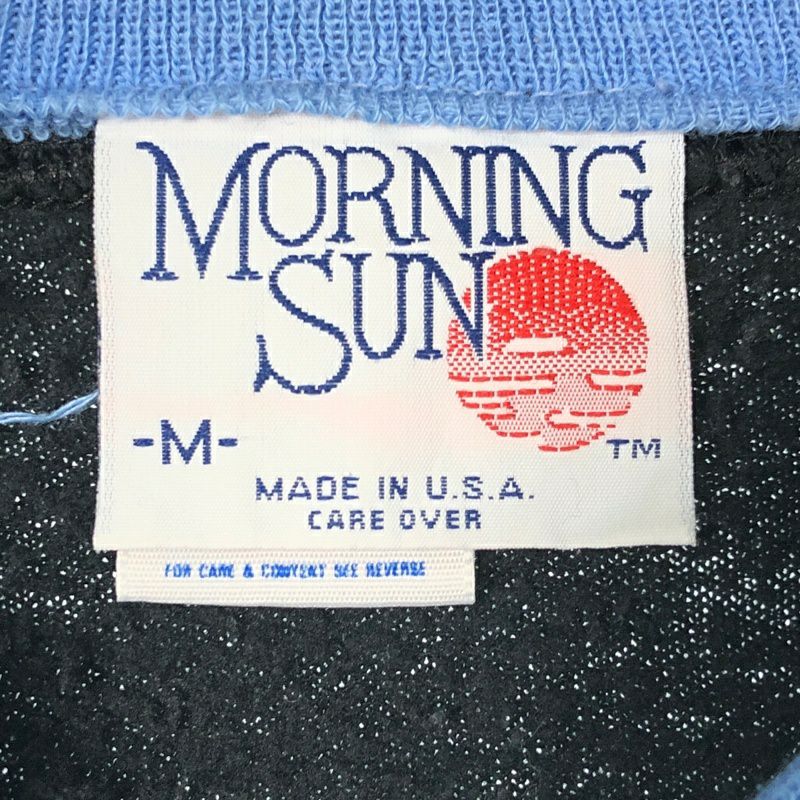 MORNING
SUN
-M-
TM
MADE IN U.S.A.
CARE OVER
FOR CARE & CONTENT SEE REVERSE